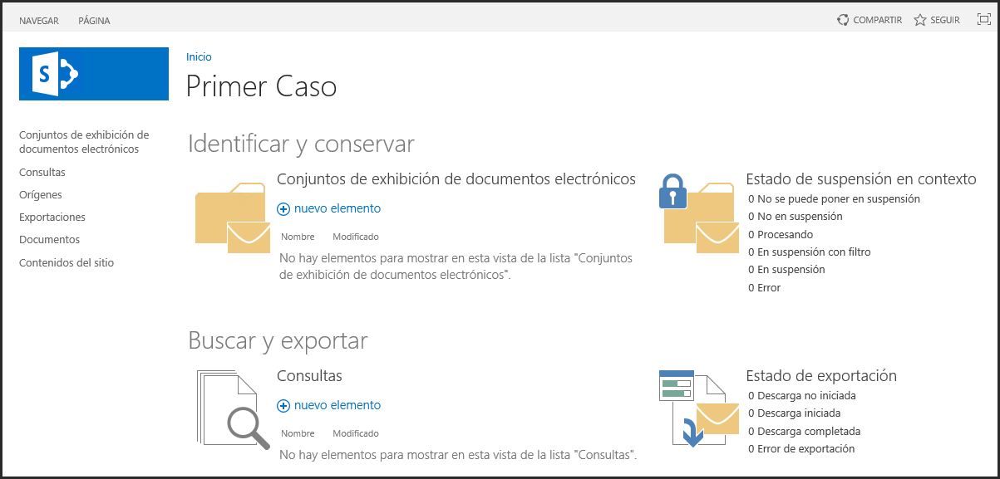 NAVEGAR PÁGINA
COMPARTIR SEGUIR
S
Inicio
Primer Caso
Conjuntos de exhibición de
documentos electrónicos
Consultas
Orígenes
Exportaciones
Documentos
Contenidos del sitio
Identificar y conservar
Conjuntos de exhibición de documentos electrónicos
nuevo elemento
Nombre Modificado
No hay elementos para mostrar en esta vista de la lista "Conjuntos
de exhibición de documentos electrónicos".
Estado de suspensión en contexto
0 No se puede poner en suspensión
0 No en suspensión
0 Procesando
0 En suspensión con filtro
0 En suspensión
0 Error
Buscar y exportar
Consultas
nuevo elemento
Nombre Modificado
No hay elementos para mostrar en esta vista de la lista "Consultas".
Estado de exportación
0 Descarga no iniciada
0 Descarga iniciada
0 Descarga completada
0 Error de exportación